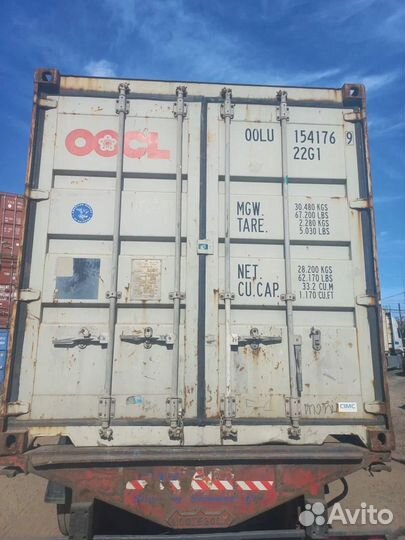 OOCL
OOLU 154176 9
22G1
MGW. 30.480 KGS
67.200 LBS
TARE. 2.280 KGS
5.030 LBS
NET 28.200 KGS
62.170 LBS
CU.CAP. 33.2 CU.M
1.170 CU.FT
CIMC
Avito